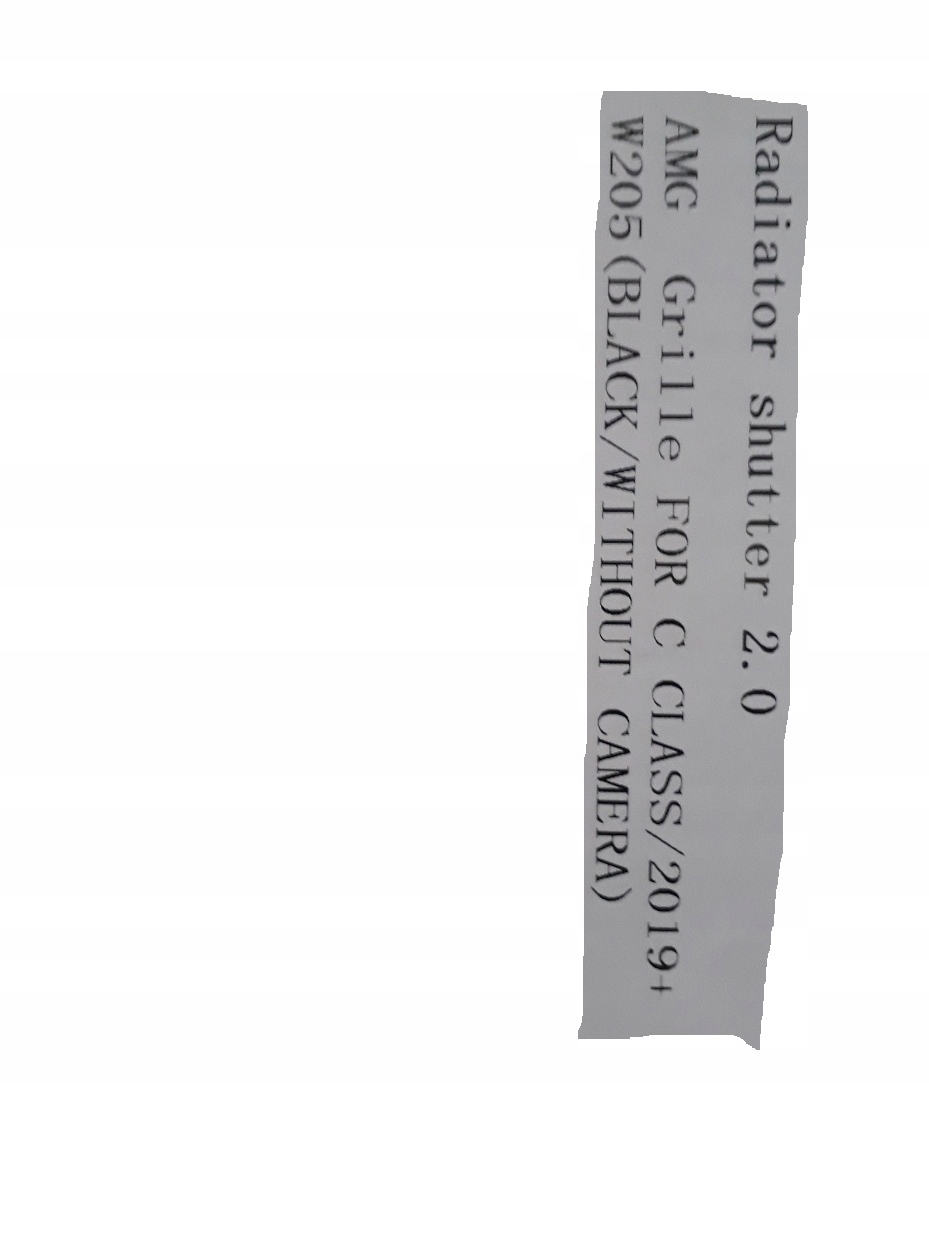 Radiator shutter 2.0
AMG Grille FOR C CLASS/2019+
W205(BLACK/WITHOUT CAMERA)